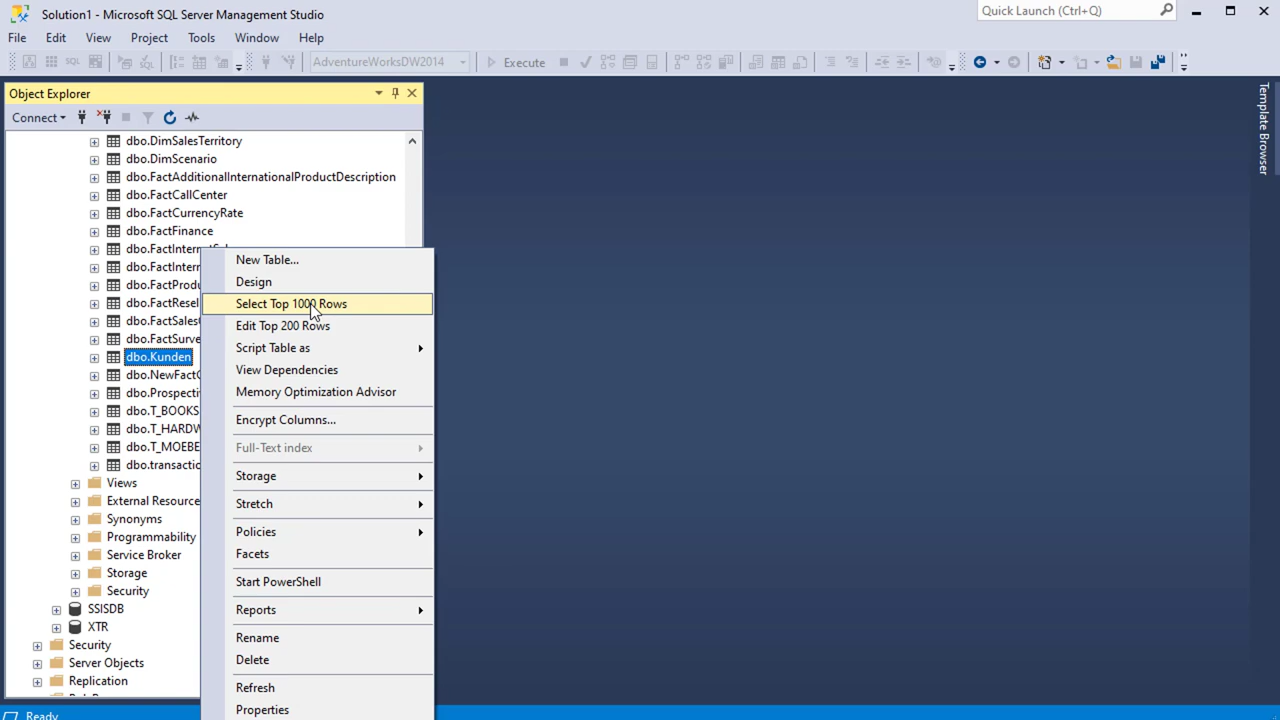 Solution1 - Microsoft SQL Server Management Studio
Quick Launch (Ctrl+Q)
File Edit View Project Tools Window Help
AdventureWorksDW2014 Execute
Object Explorer
Connect
dbo.DimSalesTerritory
dbo.DimScenario
dbo.FactAdditionalInternationalProductDescription
dbo.FactCallCenter
dbo.FactCurrencyRate
dbo.FactFinance
dbo.FactInternetSal
dbo.FactIntern
dbo.FactProdu
dbo.FactResel
dbo.FactSales
dbo.FactSurve
dbo.Kunden
dbo.NewFactC
dbo.Prospecti
dbo.T_BOOKS
dbo.T_HARDW
dbo.T_MOEBE
dbo.transactio
Views
External Resource
Synonyms
Programmability
Service Broker
Storage
Security
SSISDB
XTR
Security
Server Objects
Replication
New Table...
Design
Select Top 1000 Rows
Edit Top 200 Rows
Script Table as
View Dependencies
Memory Optimization Advisor
Encrypt Columns...
Full-Text index
Storage
Stretch
Policies
Facets
Start PowerShell
Reports
Rename
Delete
Refresh
Properties
Template Browser
Ready